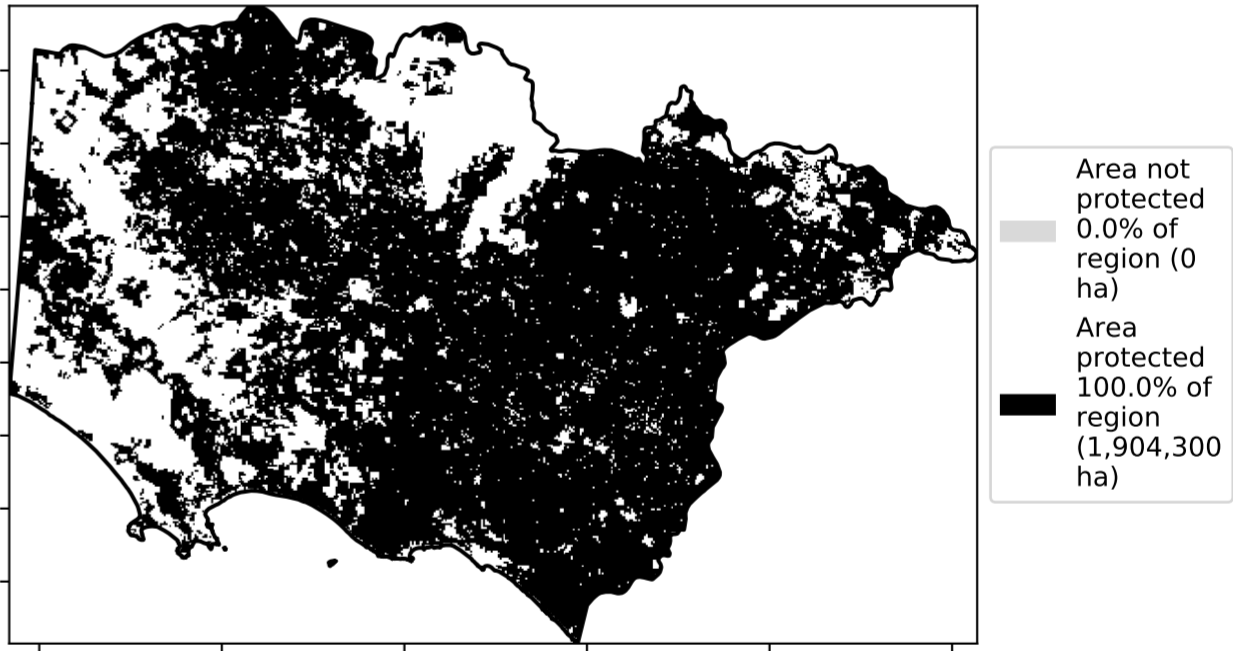 Area not
protected
0.0% of
region (0
ha)
Area
protected
100.0% of
region
(1,904,300
ha)